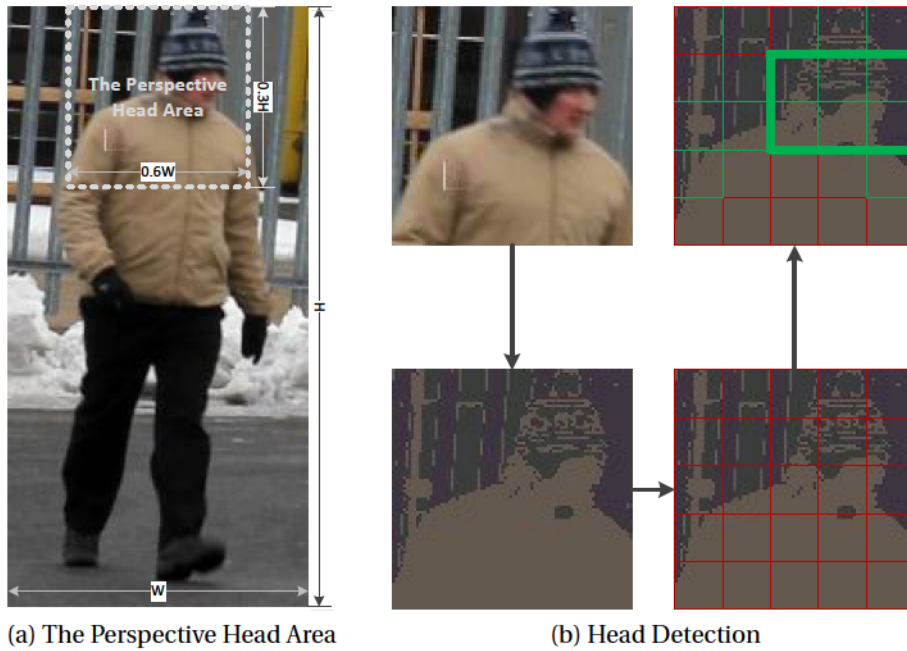 The Perspective
Head Area
0.3H
0.6W
H
W
(a) The Perspective Head Area
(b) Head Detection